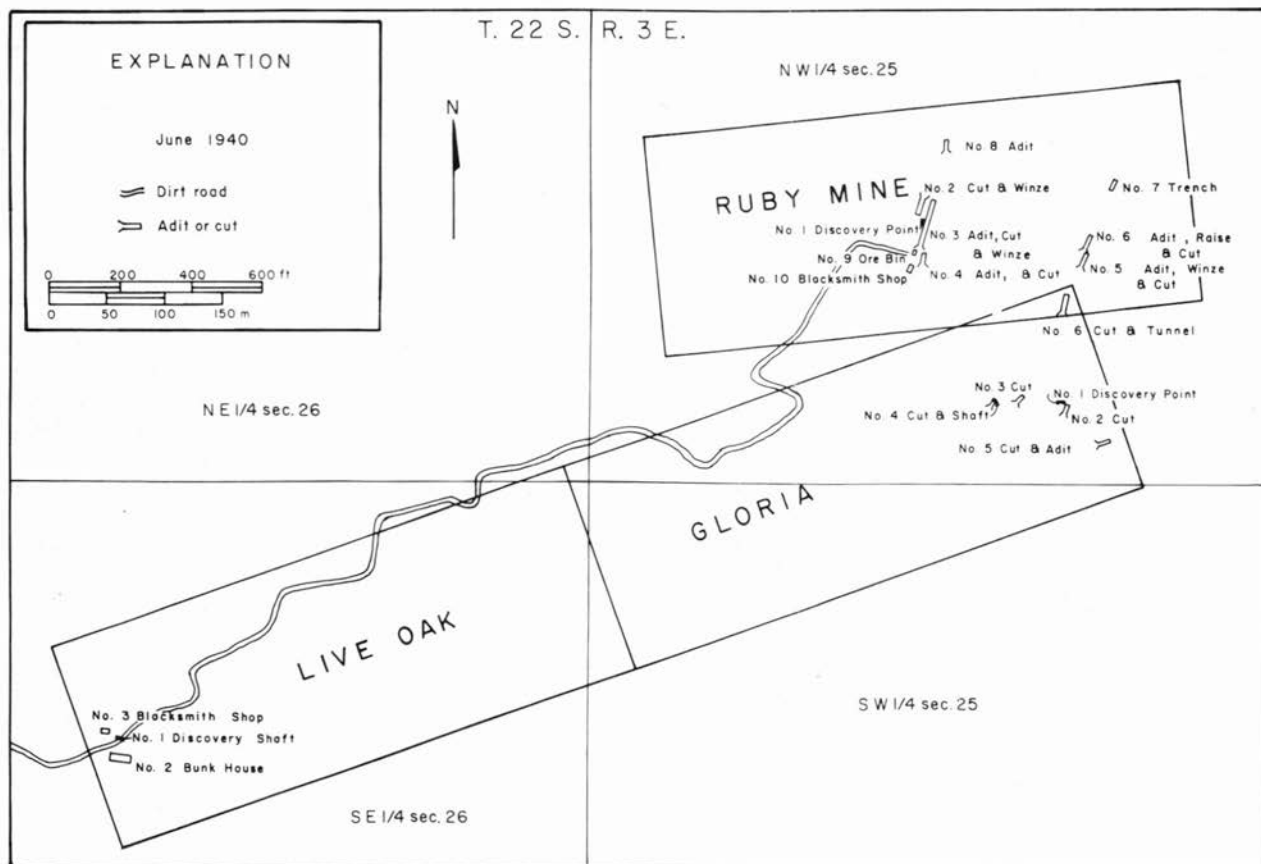 T. 22 S. R. 3 E.
EXPLANATION
June 1940
Dirt road
Adit or cut
0 200 400 600 ft
0 50 100 150 m
N
NW 1/4 sec. 25
No. 8 Adit
RUBY MINE
No. 2 Cut & Winze
No. 7 Trench
No. 1 Discovery Point
No. 3 Adit, Cut
& Winze
No. 6 Adit, Raise
& Cut
No. 9 Ore Bin
No. 4 Adit, & Cut
No. 5 Adit, Winze
& Cut
No. 10 Blacksmith Shop
No. 6 Cut & Tunnel
NE 1/4 sec. 26
No. 3 Cut
No. 1 Discovery Point
No. 4 Cut & Shaft
No. 2 Cut
No. 5 Cut & Adit
GLORIA
LIVE OAK
SW 1/4 sec. 25
No. 3 Blacksmith Shop
No. 1 Discovery Shaft
No. 2 Bunk House
SE 1/4 sec. 26